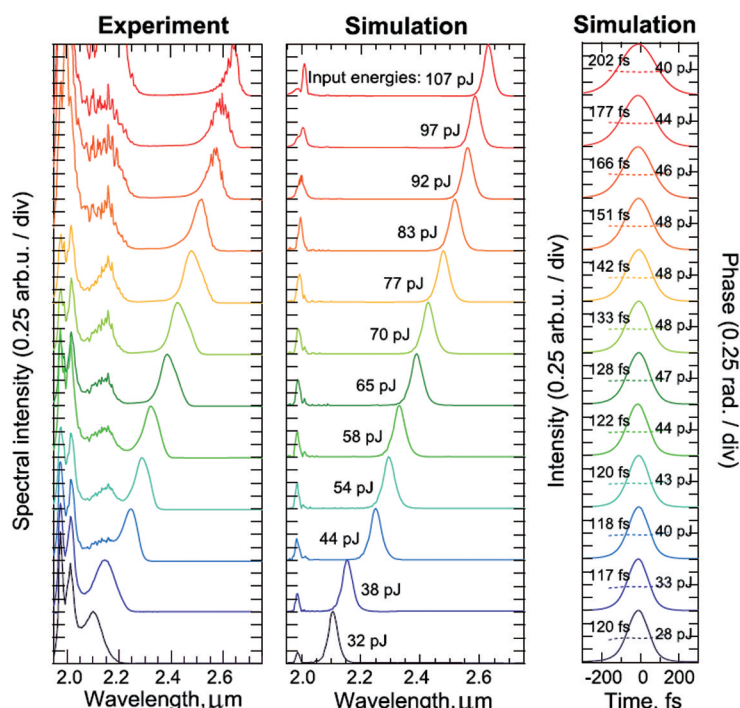 Experiment
Simulation
Simulation
Spectral intensity (0.25 arb.u. / div)
2.0 2.2 2.4 2.6
Wavelength, μm
Input energies: 107 pJ
97 pJ
92 pJ
83 pJ
77 pJ
70 pJ
65 pJ
58 pJ
54 pJ
44 pJ
38 pJ
32 pJ
2.0 2.2 2.4 2.6
Wavelength, μm
Intensity (0.25 arb.u. / div)
202 fs 40 pJ
177 fs 44 pJ
166 fs 46 pJ
151 fs 48 pJ
142 fs 48 pJ
133 fs 48 pJ
128 fs 47 pJ
122 fs 44 pJ
120 fs 43 pJ
118 fs 40 pJ
117 fs 33 pJ
120 fs 28 pJ
-300 0 300
Time, fs
Phase (0.25 rad. / div)